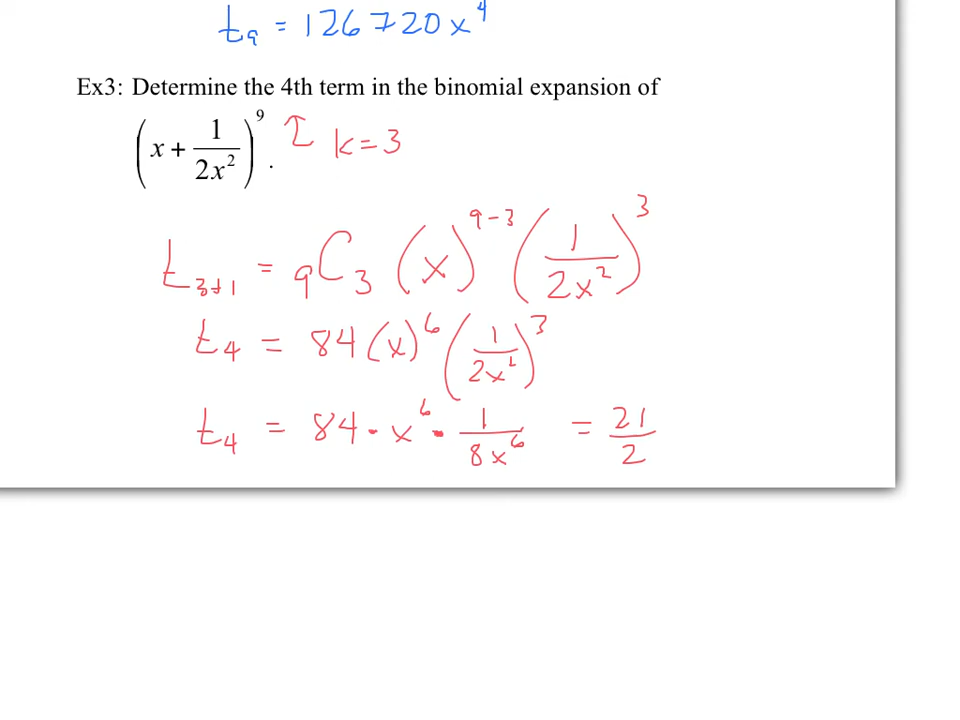 t₉ = 126720x⁴
Ex3: Determine the 4th term in the binomial expansion of
(x + 1/(2x²))⁹. ↑ k=3
t₃₊₁ = ₉C₃ (x)⁹⁻³ (1/(2x²))³
t₄ = 84(x)⁶ (1/(2x²))³
t₄ = 84 · x⁶ · 1/(8x⁶) = 21/2